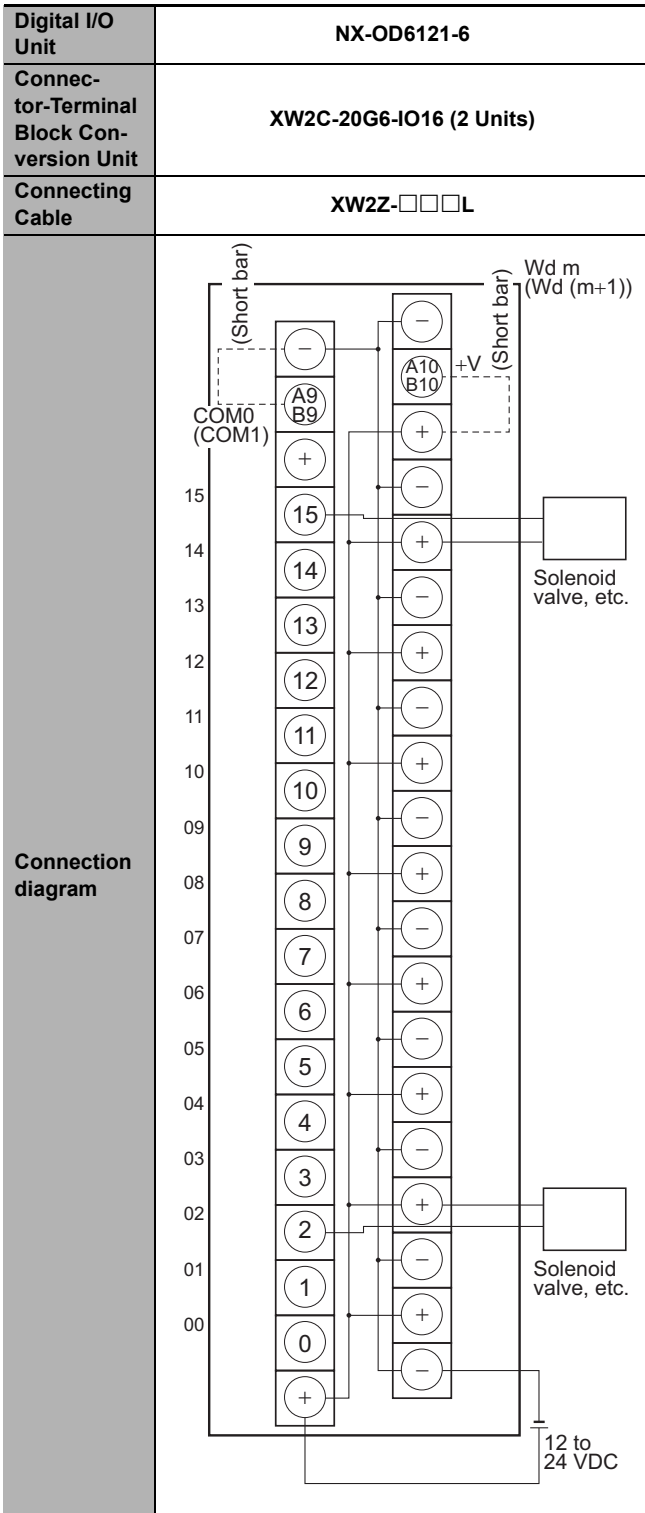 Digital I/O
Unit
NX-OD6121-6
Connec-
tor-Terminal
Block Con-
version Unit
XW2C-20G6-IO16 (2 Units)
Connecting
Cable
XW2Z-□□□L
Connection
diagram
(Short bar)
(Short bar)
Wd m
(Wd (m+1))
−
−
A9
B9
A10
B10
+V
COM0
(COM1)
+
+
−
15
15
+
Solenoid
valve, etc.
14
14
−
13
13
+
12
12
−
11
11
+
10
10
−
09
9
+
08
8
−
07
7
+
06
6
−
05
5
+
04
4
−
03
3
+
02
2
−
Solenoid
valve, etc.
01
1
+
00
0
−
+
12 to
24 VDC